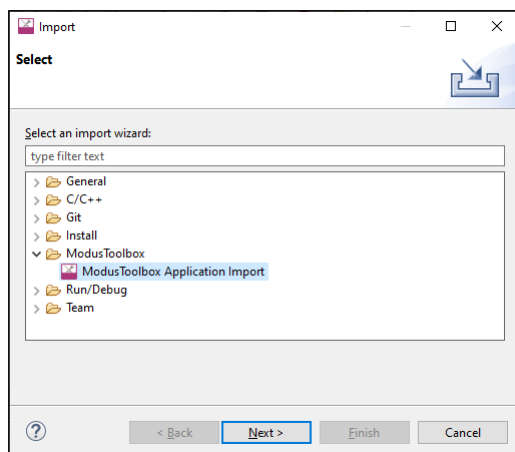 Import
Select
Select an import wizard:
type filter text
General
C/C++
Git
Install
ModusToolbox
ModusToolbox Application Import
Run/Debug
Team
?
< Back
Next >
Finish
Cancel